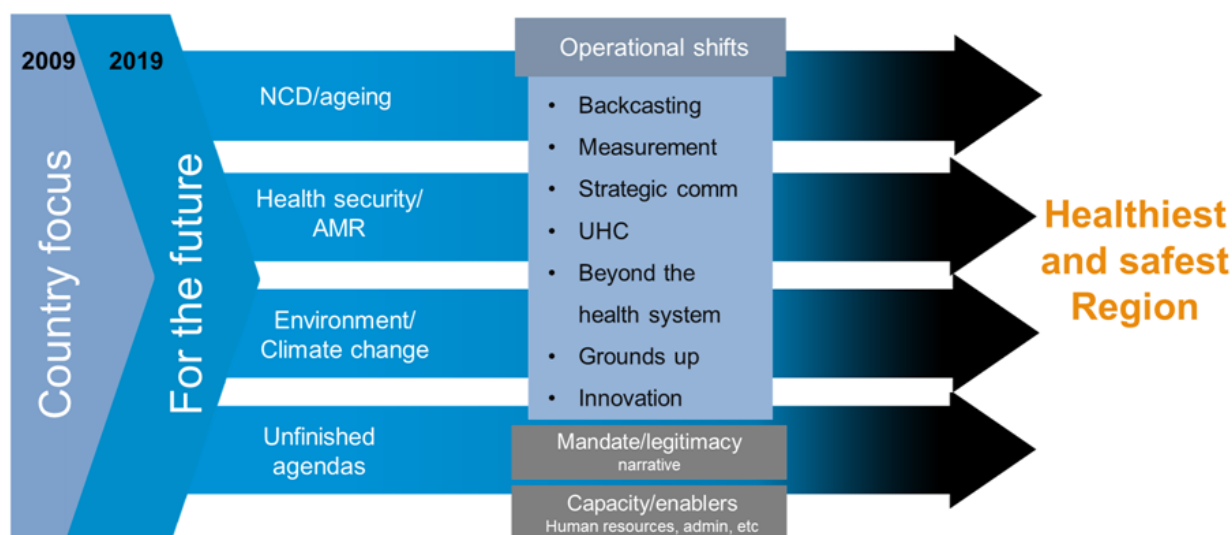 2009
2019
Country focus
For the future
NCD/ageing
Health security/
AMR
Environment/
Climate change
Unfinished
agendas
Operational shifts
• Backcasting
• Measurement
• Strategic comm
• UHC
• Beyond the
health system
• Grounds up
• Innovation
Mandate/legitimacy
narrative
Capacity/enablers
Human resources, admin, etc
Healthiest
and safest
Region